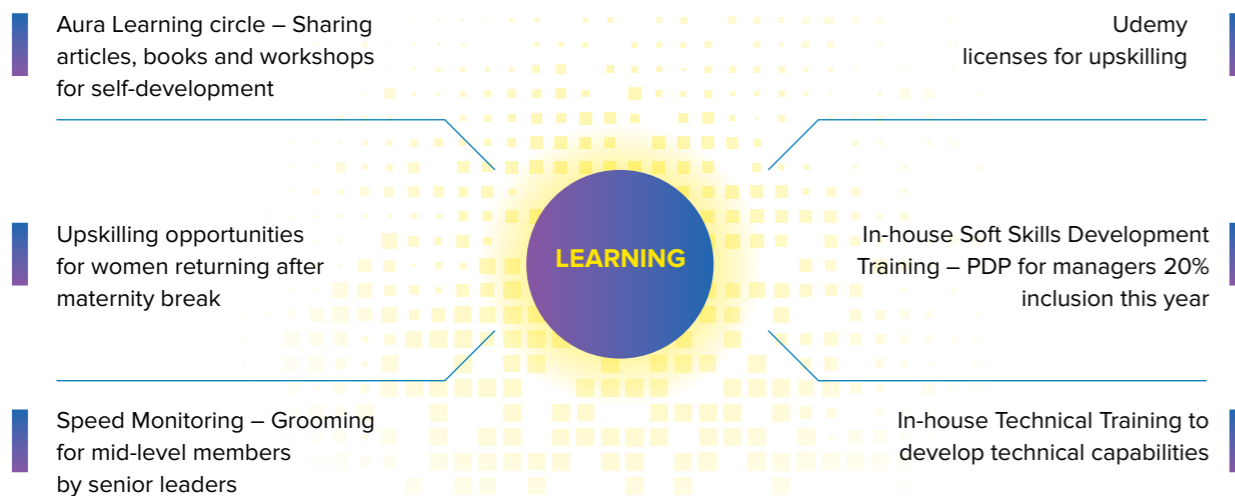 Aura Learning circle – Sharing
articles, books and workshops
for self-development
Upskilling opportunities
for women returning after
maternity break
Speed Monitoring – Grooming
for mid-level members
by senior leaders
LEARNING
Udemy
licenses for upskilling
In-house Soft Skills Development
Training – PDP for managers 20%
inclusion this year
In-house Technical Training to
develop technical capabilities